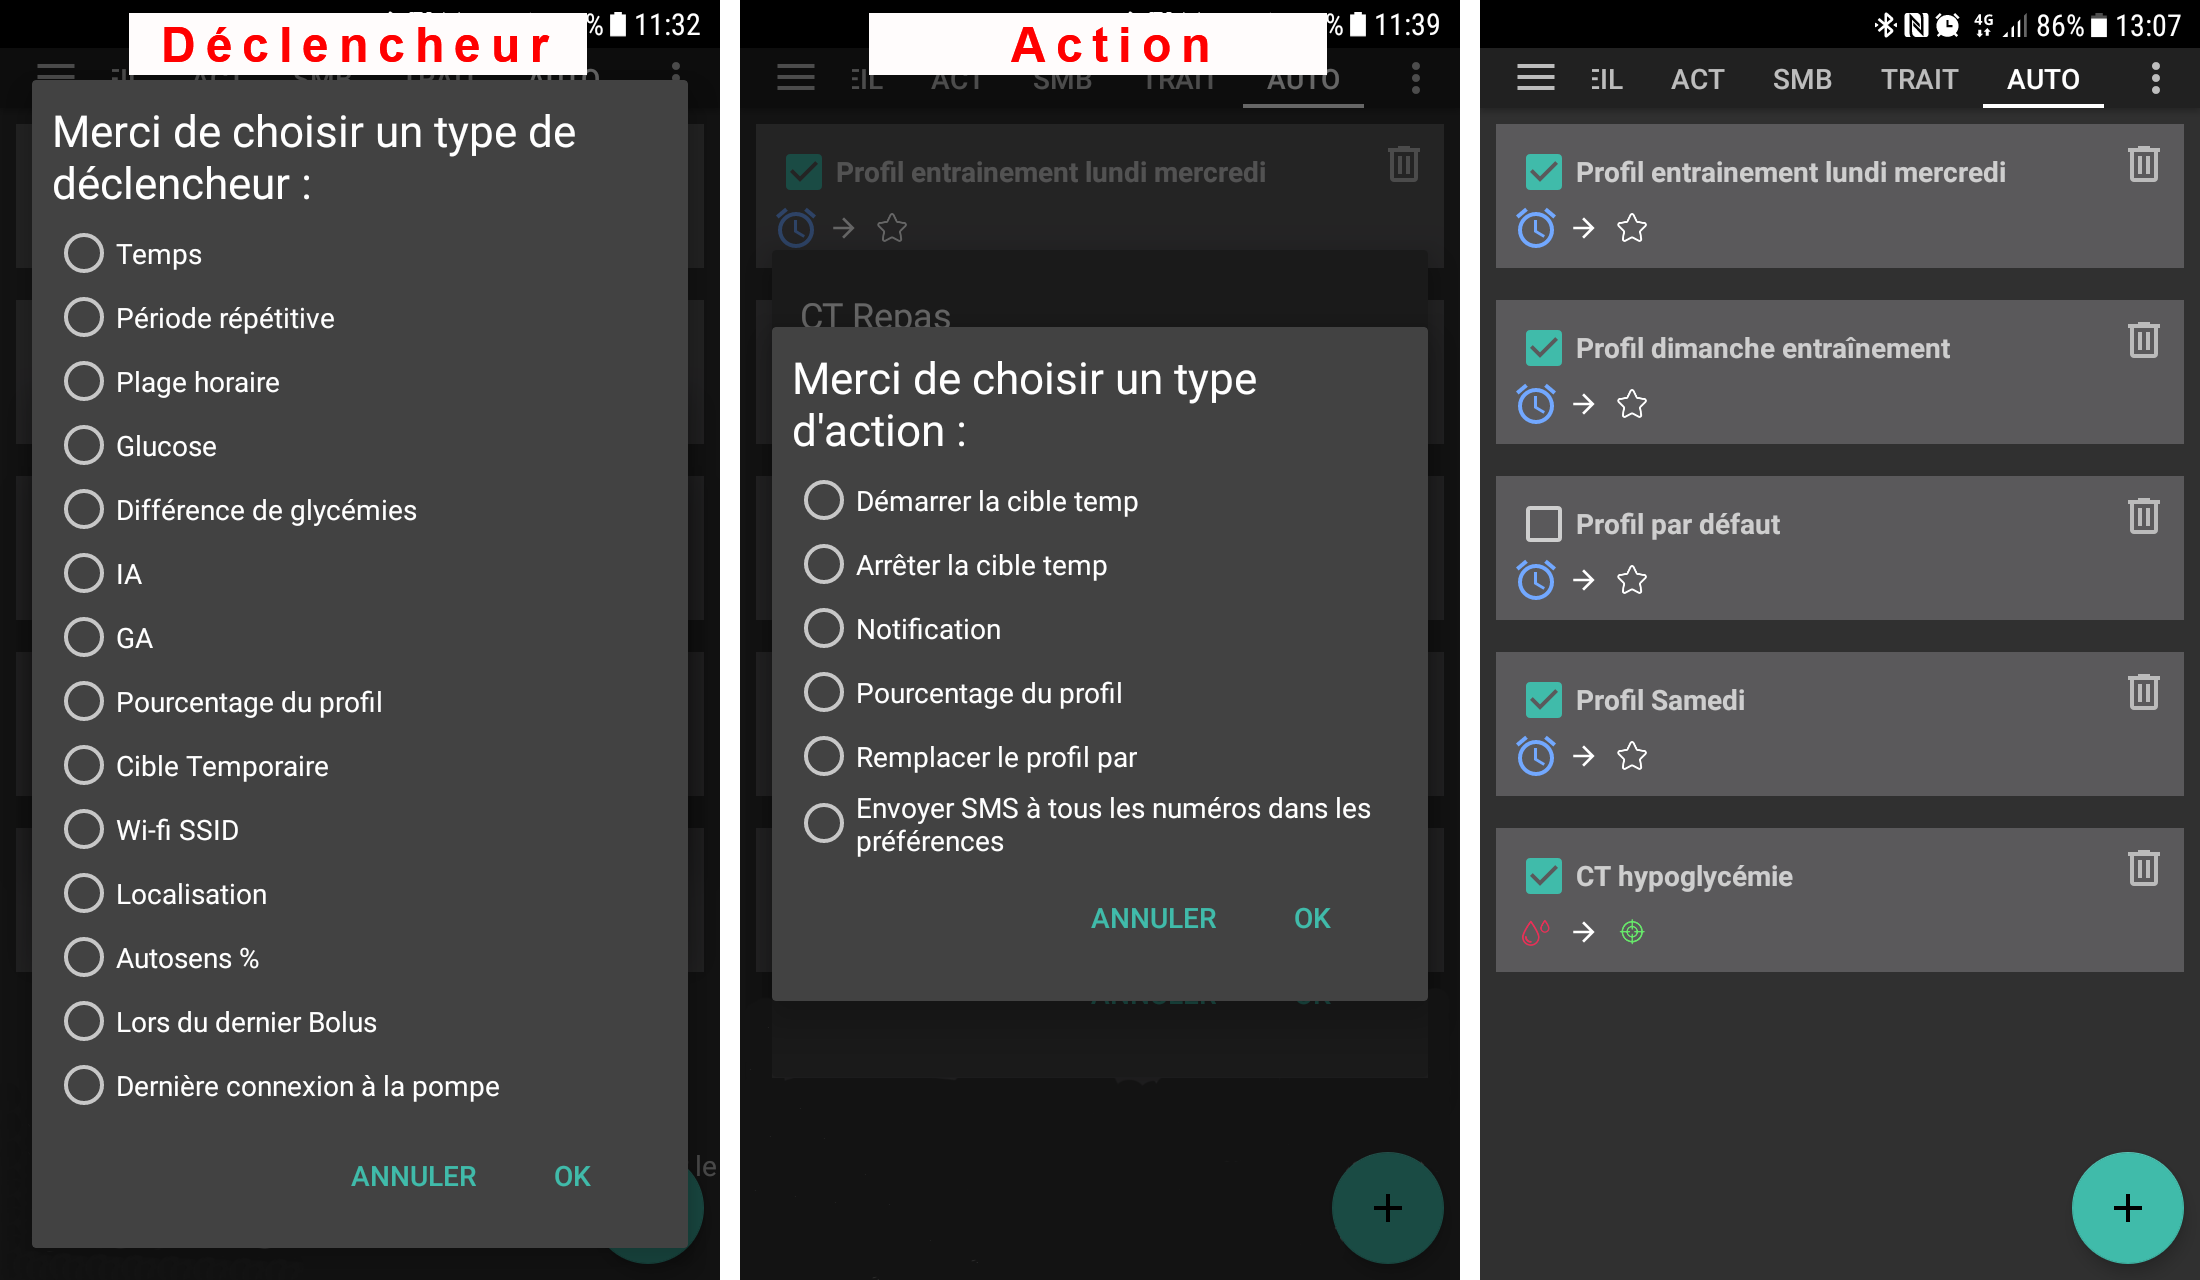 % 11:32
Déclencheur
Merci de choisir un type de
déclencheur :
Temps
Période répétitive
Plage horaire
Glucose
Différence de glycémies
IA
GA
Pourcentage du profil
Cible Temporaire
Wi-fi SSID
Localisation
Autosens %
Lors du dernier Bolus
Dernière connexion à la pompe
le
ANNULER OK
% 11:39
Action
EIL ACT SMB TRAIT AUTO
Profil entrainement lundi mercredi
CT Repas
Merci de choisir un type
d'action :
Démarrer la cible temp
Arrêter la cible temp
Notification
Pourcentage du profil
Remplacer le profil par
Envoyer SMS à tous les numéros dans les
préférences
ANNULER OK
+
4G 86% 13:07
EIL ACT SMB TRAIT AUTO
Profil entrainement lundi mercredi
Profil dimanche entraînement
Profil par défaut
Profil Samedi
CT hypoglycémie
+